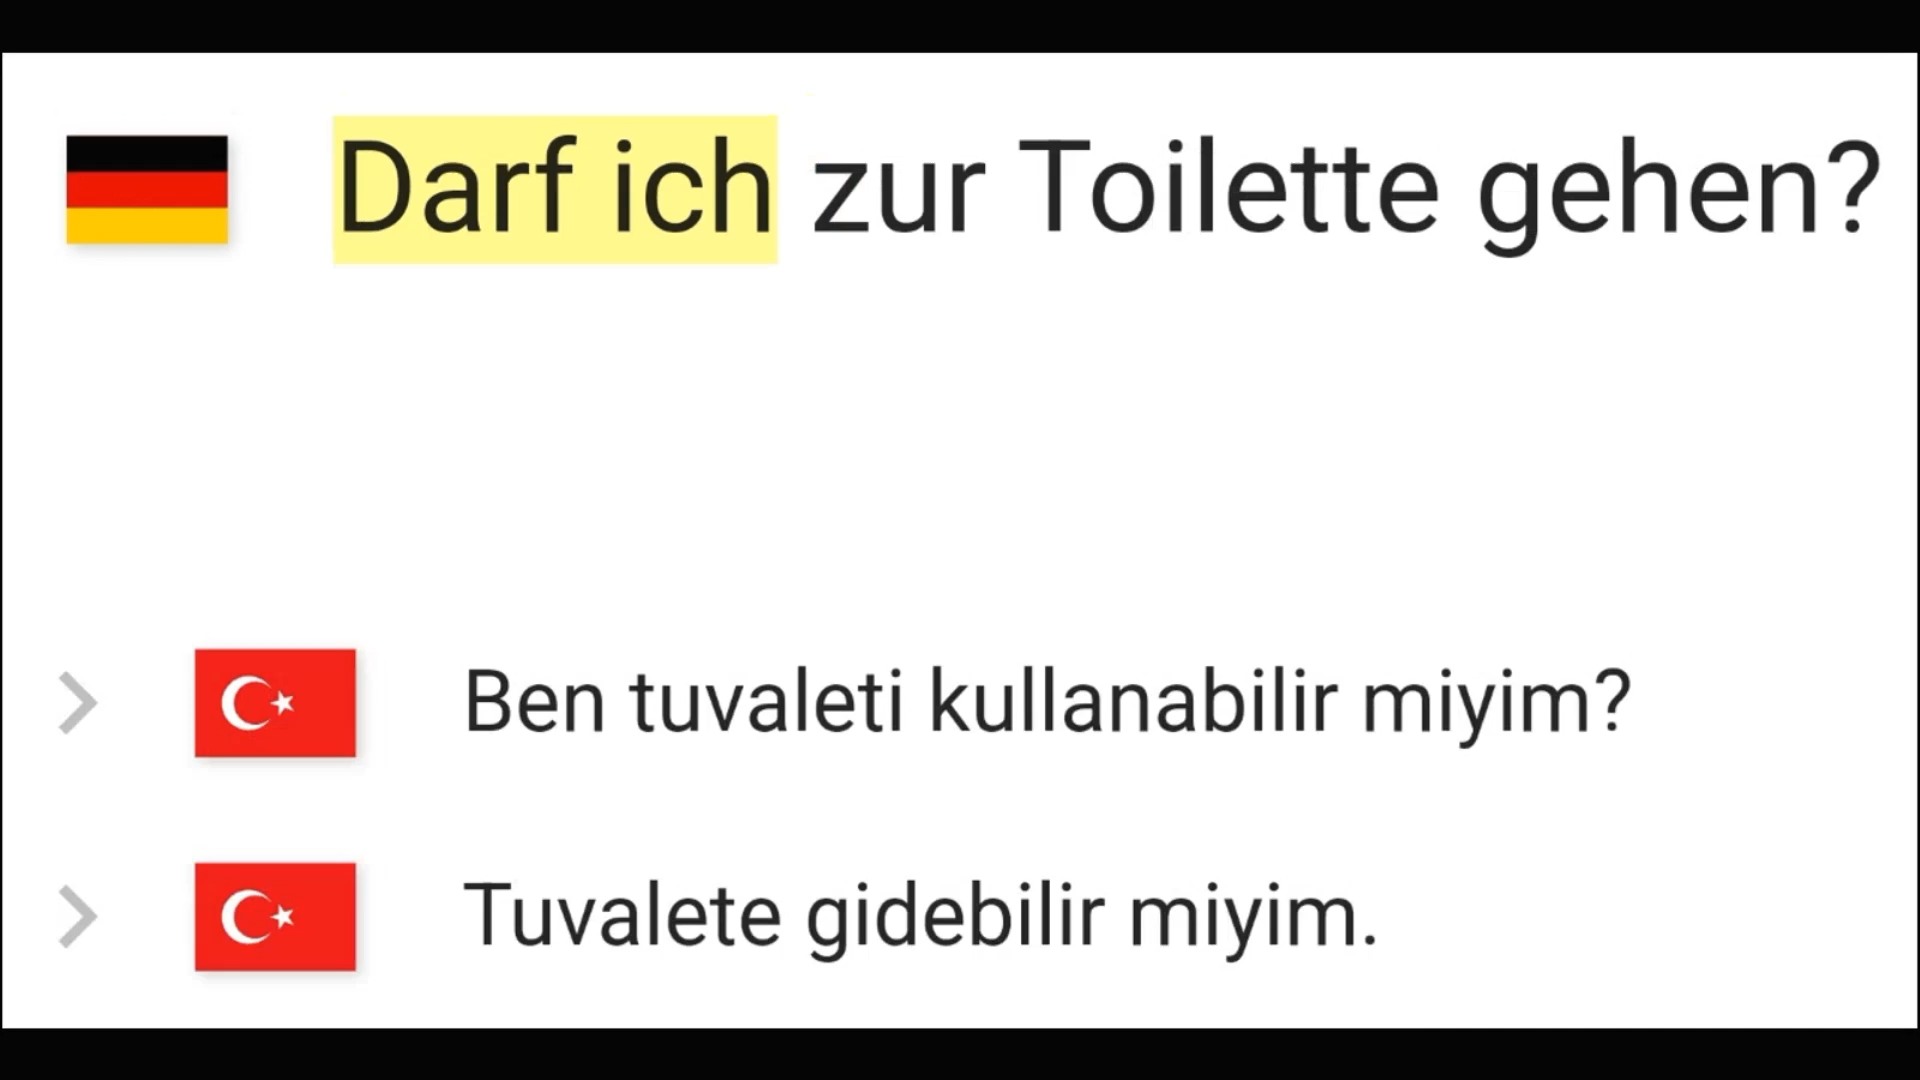 Darf ich zur Toilette gehen?
Ben tuvaleti kullanabilir miyim?
Tuvalete gidebilir miyim.